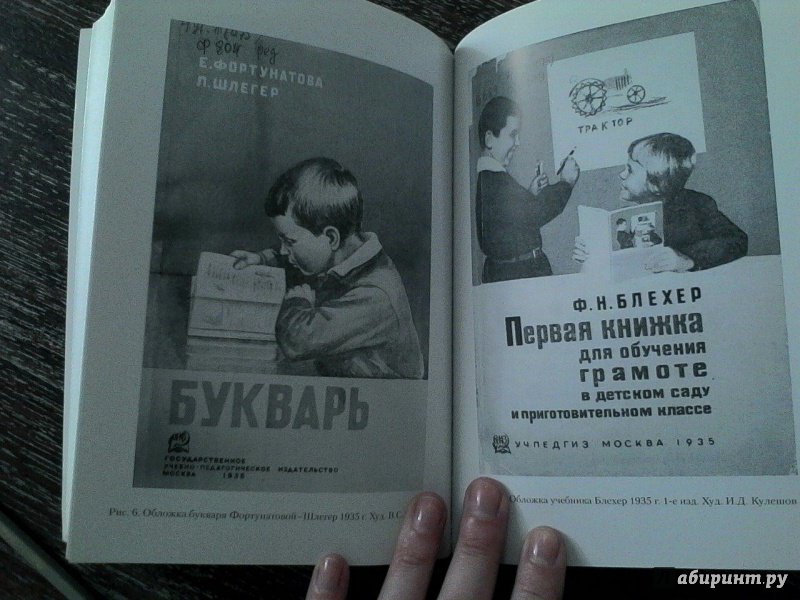 Е. ФОРТУНАТОВА
Л. ШЛЕГЕР
БУКВАРЬ
ГОСУДАРСТВЕННОЕ
УЧЕБНО-ПЕДАГОГИЧЕСКОЕ ИЗДАТЕЛЬСТВО
МОСКВА 1935
Рис. 6. Обложка букваря Фортунатовой–Шлегер 1935 г. Худ. В.С.
ТРАКТОР
Ф. Н. БЛЕХЕР
Первая книжка
для обучения
грамоте
в детском саду
и приготовительном классе
УЧПЕДГИЗ МОСКВА 1935
Обложка учебника Блехер 1935 г. 1-е изд. Худ. И.Д. Кулешов
абиринт.ру